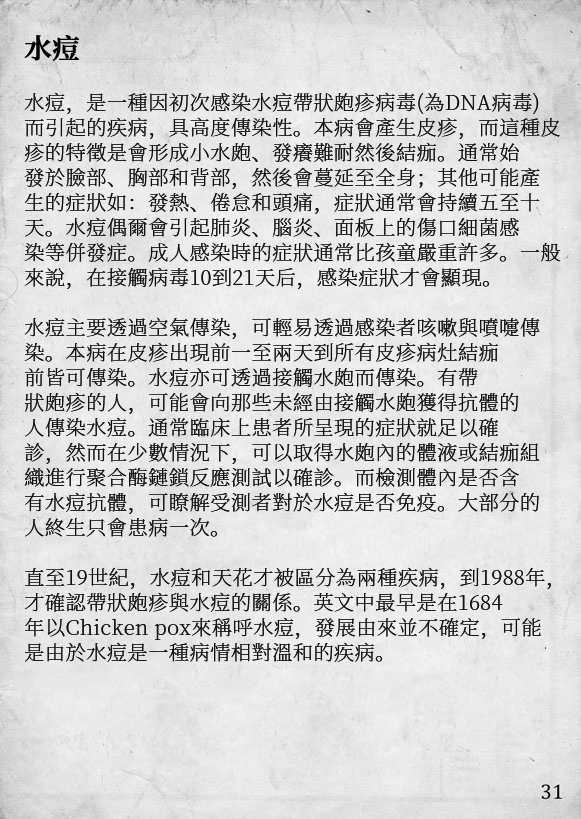 水痘
水痘，是一種因初次感染水痘帶狀皰疹病毒(為DNA病毒)
而引起的疾病，具高度傳染性。本病會產生皮疹，而這種皮
疹的特徵是會形成小水皰、發癢難耐然後結痂。通常始
發於臉部、胸部和背部，然後會蔓延至全身；其他可能產
生的症狀如：發熱、倦怠和頭痛，症狀通常會持續五至十
天。水痘偶爾會引起肺炎、腦炎、面板上的傷口細菌感
染等併發症。成人感染時的症狀通常比孩童嚴重許多。一般
來說，在接觸病毒10到21天后，感染症狀才會顯現。
水痘主要透過空氣傳染，可輕易透過感染者咳嗽與噴嚏傳
染。本病在皮疹出現前一至兩天到所有皮疹病灶結痂
前皆可傳染。水痘亦可透過接觸水皰而傳染。有帶
狀皰疹的人，可能會向那些未經由接觸水皰獲得抗體的
人傳染水痘。通常臨床上患者所呈現的症狀就足以確
診，然而在少數情況下，可以取得水皰內的體液或結痂組
織進行聚合酶鏈鎖反應測試以確診。而檢測體內是否含
有水痘抗體，可瞭解受測者對於水痘是否免疫。大部分的
人終生只會患病一次。
直至19世紀，水痘和天花才被區分為兩種疾病，到1988年，
才確認帶狀皰疹與水痘的關係。英文中最早是在1684
年以Chicken pox來稱呼水痘，發展由來並不確定，可能
是由於水痘是一種病情相對溫和的疾病。
31